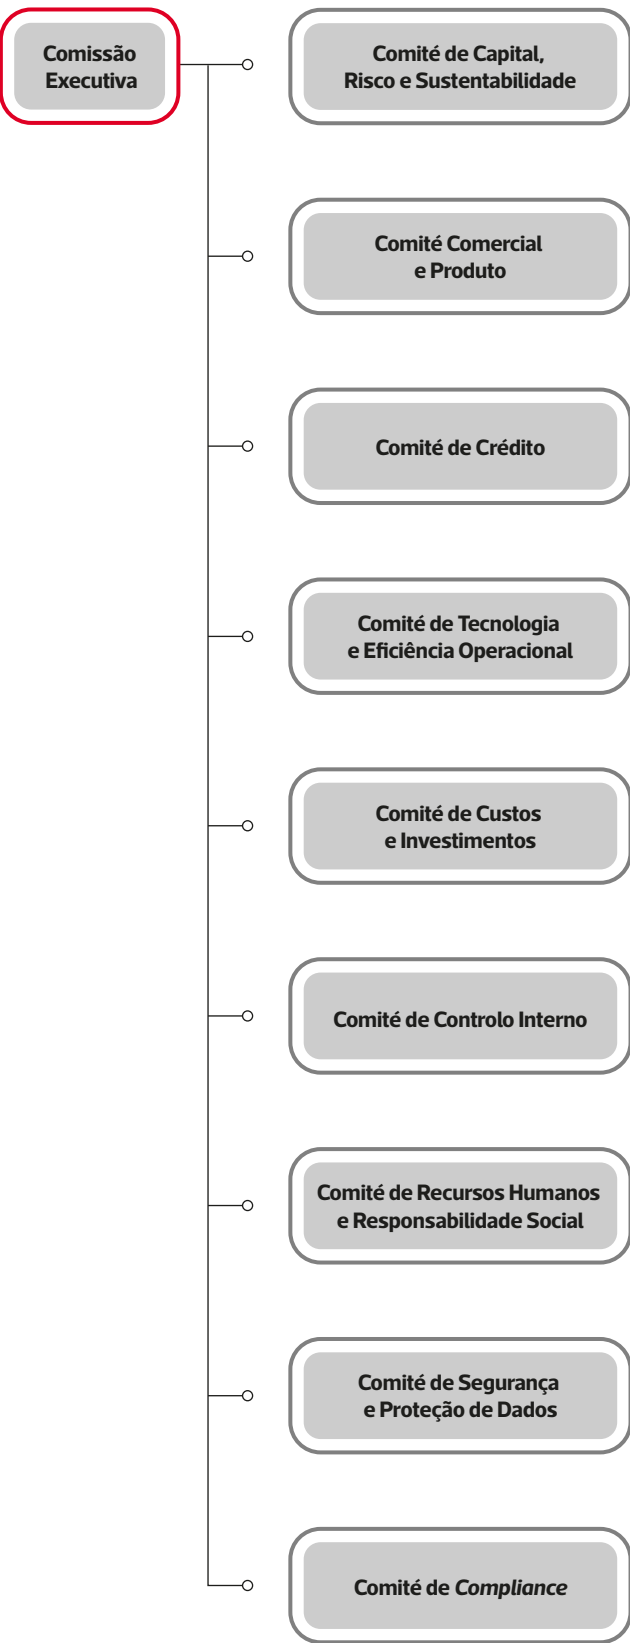 Comissão
Executiva
Comité de Capital,
Risco e Sustentabilidade
Comité Comercial
e Produto
Comité de Crédito
Comité de Tecnologia
e Eficiência Operacional
Comité de Custos
e Investimentos
Comité de Controlo Interno
Comité de Recursos Humanos
e Responsabilidade Social
Comité de Segurança
e Proteção de Dados
Comité de Compliance